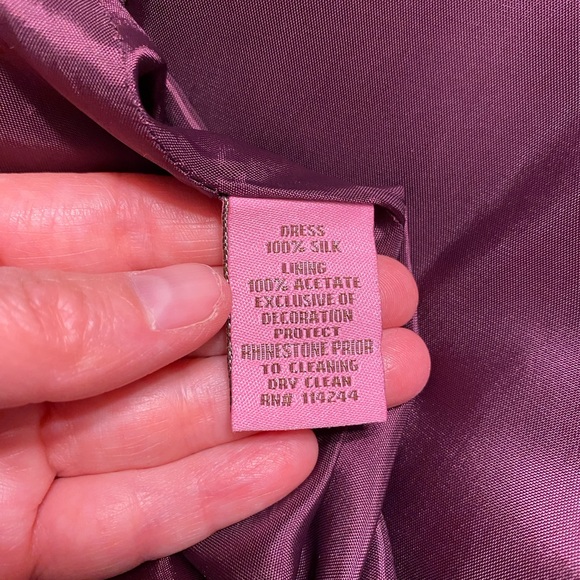 DRESS
100% SILK
LINING
100% ACETATE
EXCLUSIVE OF
DECORATION
PROTECT
RHINESTONE PRIOR
TO CLEANING
DRY CLEAN
RN# 114244